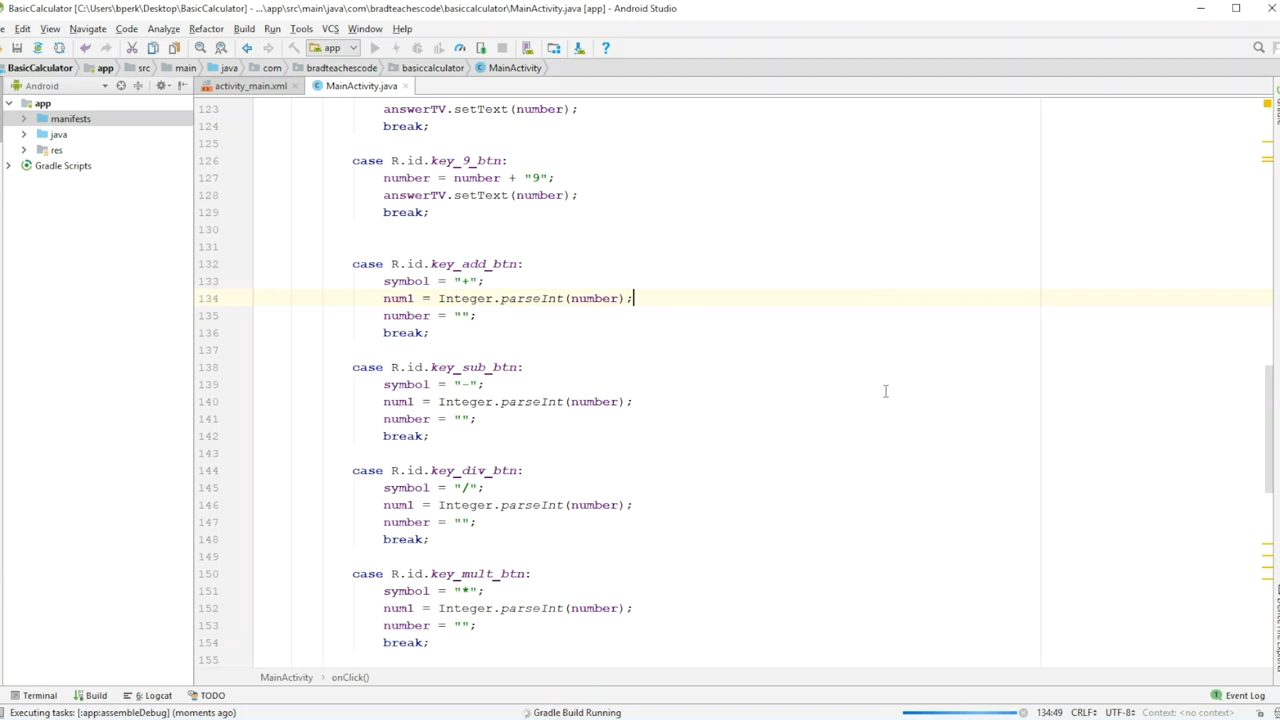 BasicCalculator [C:\Users\bperk\Desktop\BasicCalculator] - ...\app\src\main\java\com\bradteachescode\basiccalculator\MainActivity.java [app] - Android Studio
Edit View Navigate Code Analyze Refactor Build Run Tools VCS Window Help
app
BasicCalculator app src main java com bradteachescode basiccalculator MainActivity
Android activity_main.xml MainActivity.java
app
manifests
java
res
Gradle Scripts
123 answerTV.setText(number);
124 break;
125
126 case R.id.key_9_btn:
127 number = number + "9";
128 answerTV.setText(number);
129 break;
130
131
132 case R.id.key_add_btn:
133 symbol = "+";
134 num1 = Integer.parseInt(number);
135 number = "";
136 break;
137
138 case R.id.key_sub_btn:
139 symbol = "-";
140 num1 = Integer.parseInt(number);
141 number = "";
142 break;
143
144 case R.id.key_div_btn:
145 symbol = "/";
146 num1 = Integer.parseInt(number);
147 number = "";
148 break;
149
150 case R.id.key_mult_btn:
151 symbol = "*";
152 num1 = Integer.parseInt(number);
153 number = "";
154 break;
155
MainActivity onClick()
Terminal Build 6: Logcat TODO Event Log
Executing tasks: [:app:assembleDebug] (moments ago) Gradle Build Running 134:49 CRLF UTF-8 Context: <no context>